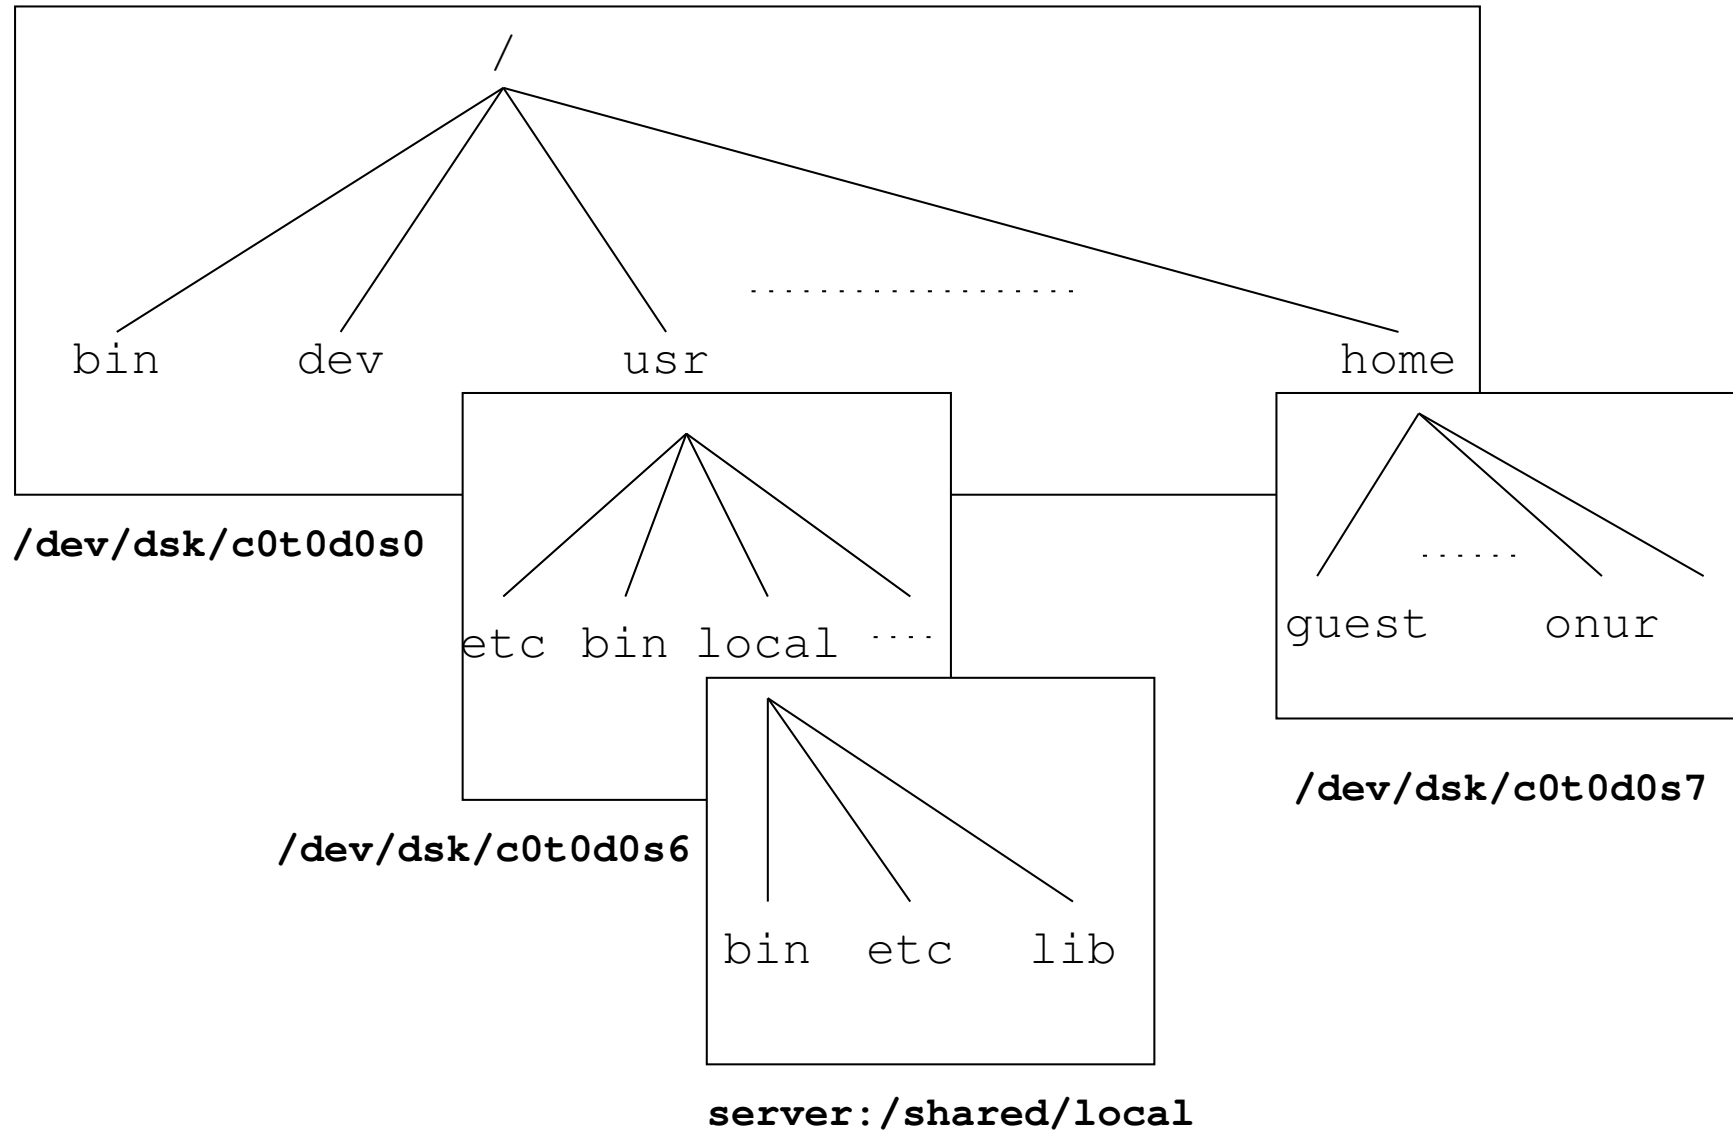 /
bin dev usr .................... home
/dev/dsk/c0t0d0s0
etc bin local ....
guest ...... onur
/dev/dsk/c0t0d0s7
/dev/dsk/c0t0d0s6
bin etc lib
server:/shared/local